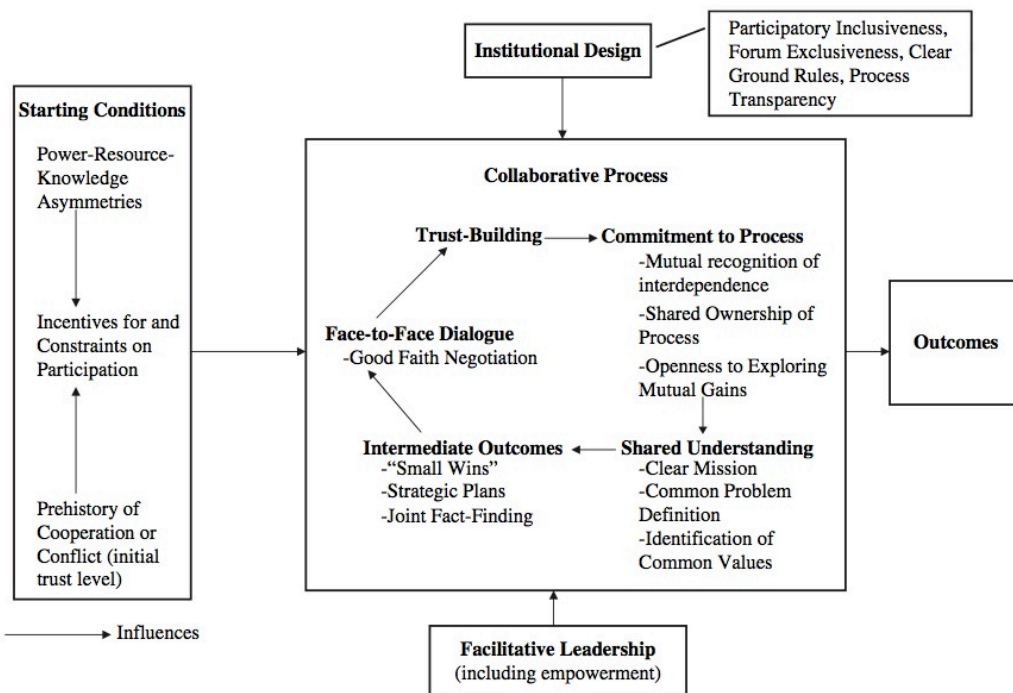 Institutional Design
Participatory Inclusiveness,
Forum Exclusiveness, Clear
Ground Rules, Process
Transparency
Starting Conditions
Power-Resource-
Knowledge
Asymmetries
Incentives for and
Constraints on
Participation
Prehistory of
Cooperation or
Conflict (initial
trust level)
Influences
Collaborative Process
Trust-Building
Commitment to Process
-Mutual recognition of
interdependence
-Shared Ownership of
Process
-Openness to Exploring
Mutual Gains
Face-to-Face Dialogue
-Good Faith Negotiation
Intermediate Outcomes
-“Small Wins”
-Strategic Plans
-Joint Fact-Finding
Shared Understanding
-Clear Mission
-Common Problem
Definition
-Identification of
Common Values
Outcomes
Facilitative Leadership
(including empowerment)